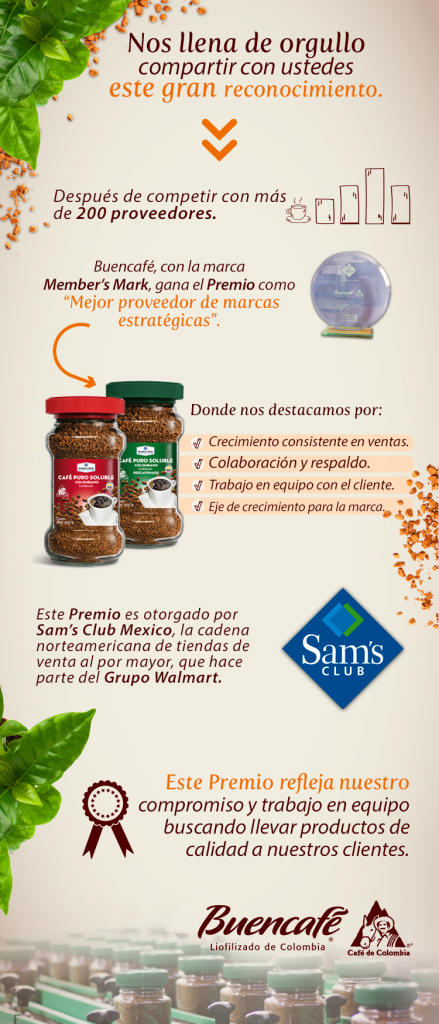 Nos llena de orgullo
compartir con ustedes
este gran reconocimiento.
Después de competir con más
de 200 proveedores.
Buencafé, con la marca
Member's Mark, gana el Premio como
“Mejor proveedor de marcas
estratégicas”.
Buencafé
Donde nos destacamos por:
Crecimiento consistente en ventas.
Colaboración y respaldo.
Trabajo en equipo con el cliente.
Eje de crecimiento para la marca.
CAFÉ PURO SOLUBLE
COLOMBIANO
CAFÉ PURO SOLUBLE
COLOMBIANO
DESCAFEINADO
Este Premio es otorgado por
Sam's Club Mexico, la cadena
norteamericana de tiendas de
venta al por mayor, que hace
parte del Grupo Walmart.
Sam's
CLUB
Este Premio refleja nuestro
compromiso y trabajo en equipo
buscando llevar productos de
calidad a nuestros clientes.
Buencafé®
Liofilizado de Colombia
Café de Colombia